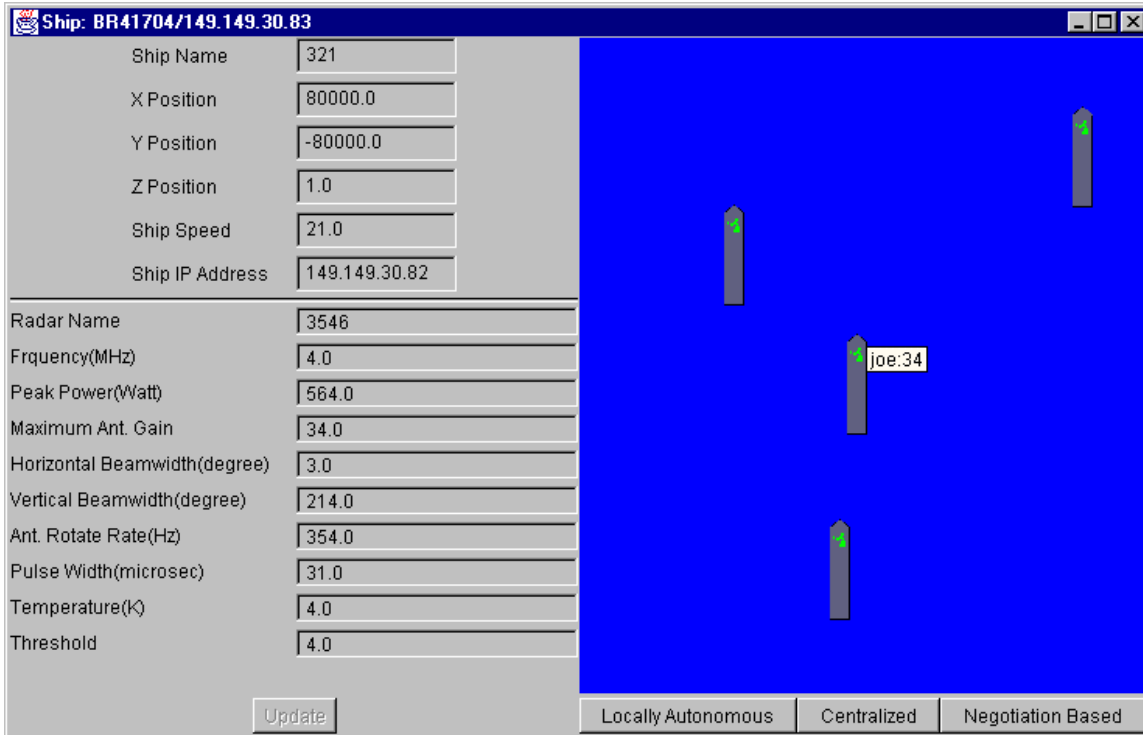 Ship: BR41704/149.149.30.83
Ship Name 321
X Position 80000.0
Y Position -80000.0
Z Position 1.0
Ship Speed 21.0
Ship IP Address 149.149.30.82
Radar Name 3546
Frquency(MHz) 4.0
Peak Power(Watt) 564.0
Maximum Ant. Gain 34.0
Horizontal Beamwidth(degree) 3.0
Vertical Beamwidth(degree) 214.0
Ant. Rotate Rate(Hz) 354.0
Pulse Width(microsec) 31.0
Temperature(K) 4.0
Threshold 4.0
Update
joe:34
Locally Autonomous Centralized Negotiation Based